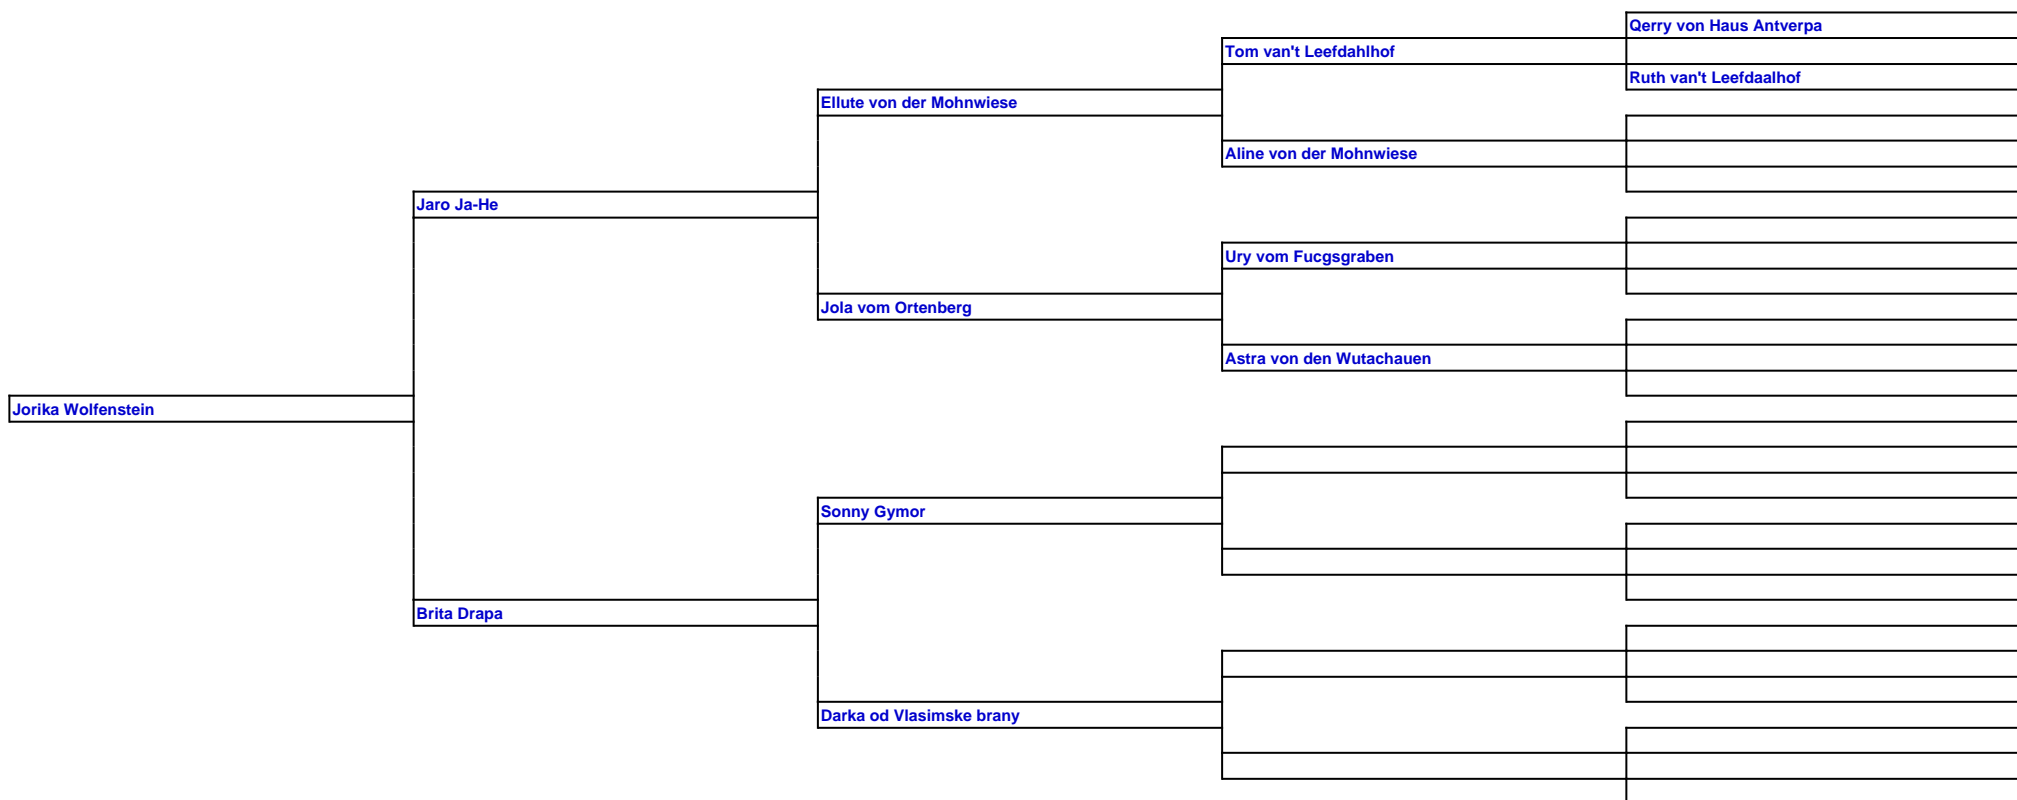 Qerry von Haus Antverpa
Tom van't Leefdahlhof
Ruth van't Leefdaalhof
Ellute von der Mohnwiese
Aline von der Mohnwiese
Jaro Ja-He
Ury vom Fucgsgraben
Jola vom Ortenberg
Astra von den Wutachauen
Jorika Wolfenstein
Sonny Gymor
Brita Drapa
Darka od Vlasimske brany